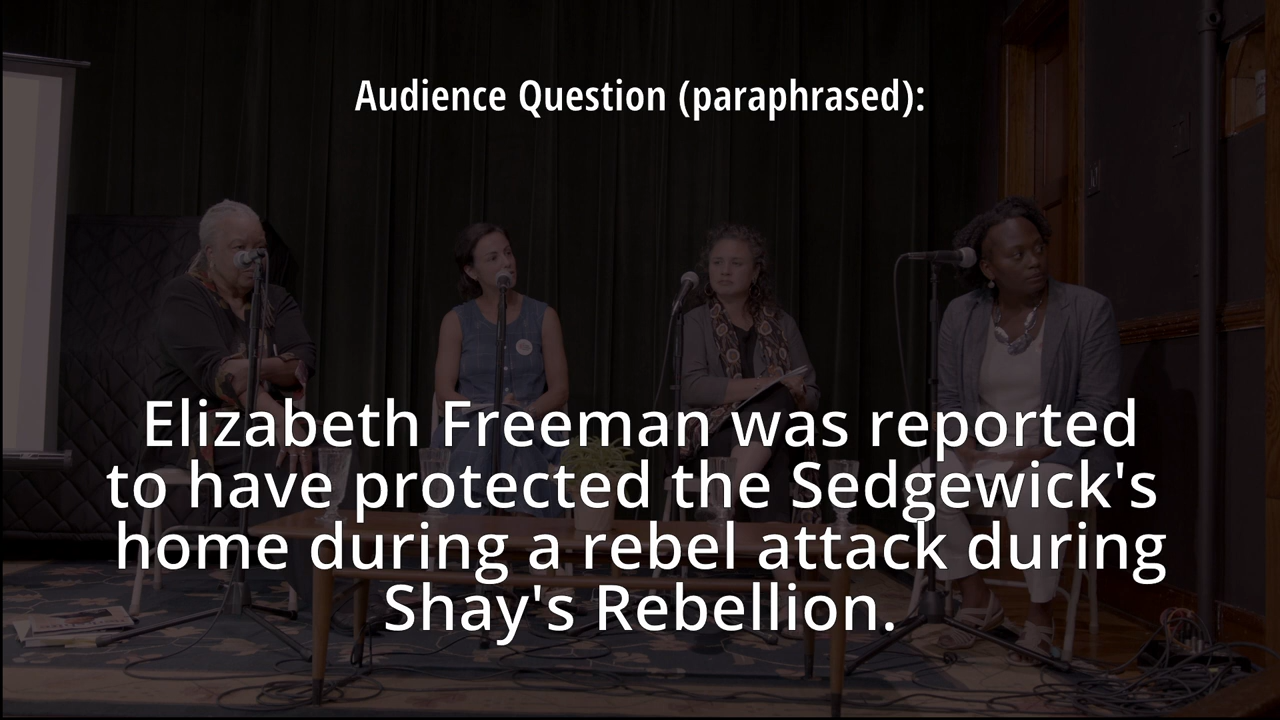 Audience Question (paraphrased):
Elizabeth Freeman was reported
to have protected the Sedgewick's
home during a rebel attack during
Shay's Rebellion.